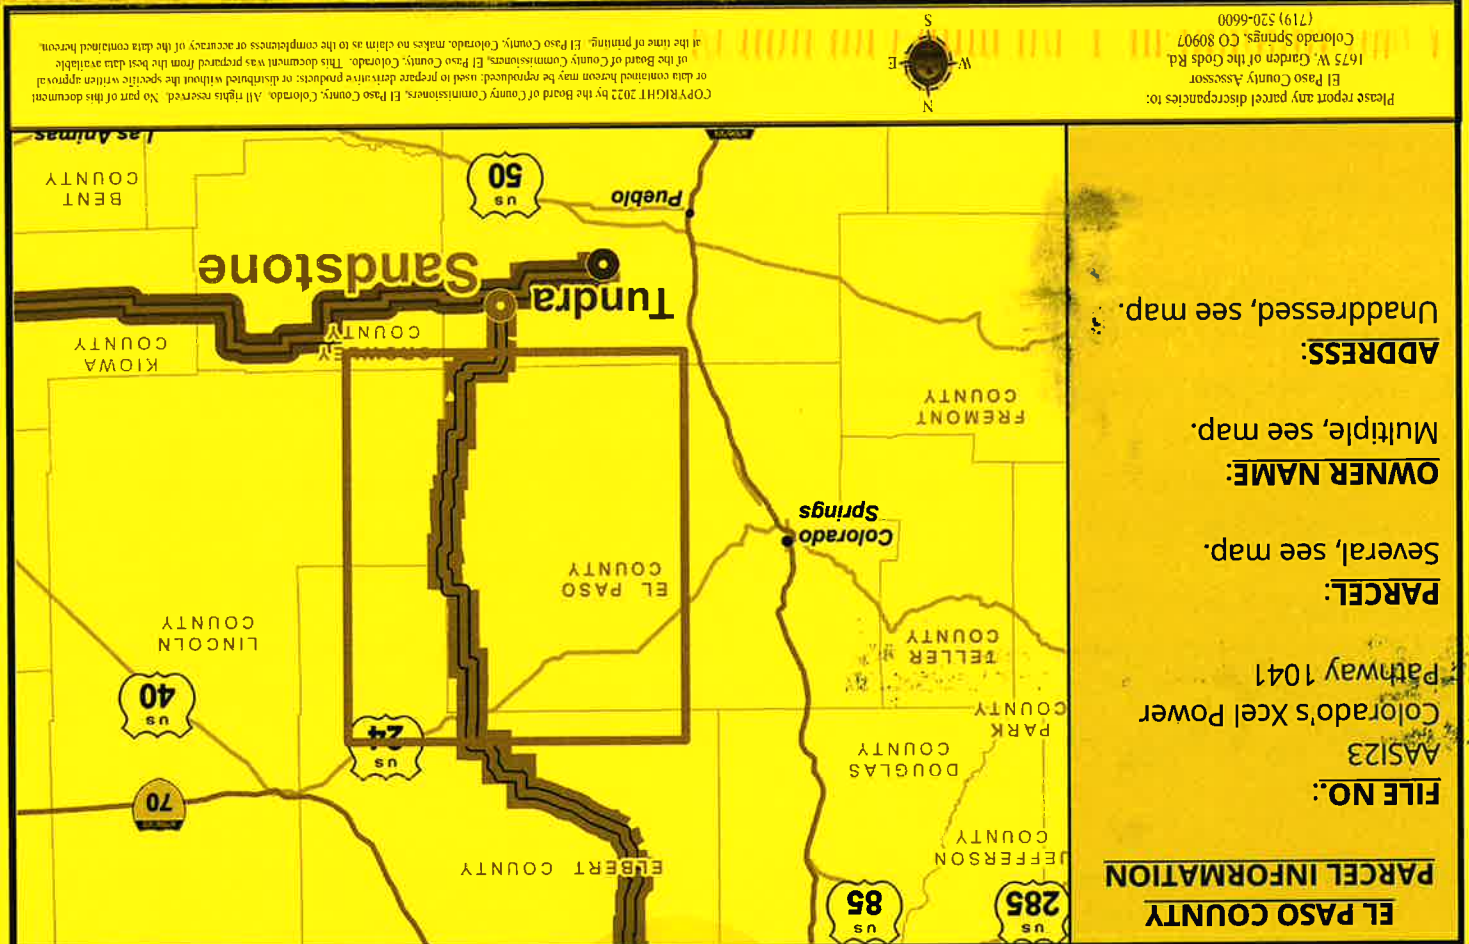 EL PASO COUNTY
PARCEL INFORMATION
FILE NO.:
AASI23
Colorado's Xcel Power
Pathway 1041
PARCEL:
Several, see map.
OWNER NAME:
Multiple, see map.
ADDRESS:
Unaddressed, see map.
US
285
US
85
JEFFERSON
COUNTY
ELBERT COUNTY
DOUGLAS
COUNTY
70
US
24
US
40
PARK
COUNTY
TELLER
COUNTY
LINCOLN
COUNTY
EL PASO
COUNTY
Colorado
Springs
FREMONT
COUNTY
CROWLEY
COUNTY
KIOWA
COUNTY
Tundra
Sandstone
Pueblo
US
50
BENT
COUNTY
Las Animas
Please report any parcel discrepancies to:
El Paso County Assessor
1675 W. Garden of the Gods Rd.
Colorado Springs, CO 80907
(719) 520-6600
N
W
E
S
COPYRIGHT 2022 by the Board of County Commissioners, El Paso County, Colorado. All rights reserved. No part of this document
or data contained hereon may be reproduced; used to prepare derivative products; or distributed without the specific written approval
of the Board of County Commissioners, El Paso County, Colorado. This document was prepared from the best data available
at the time of printing. El Paso County, Colorado, makes no claim as to the completeness or accuracy of the data contained hereon.